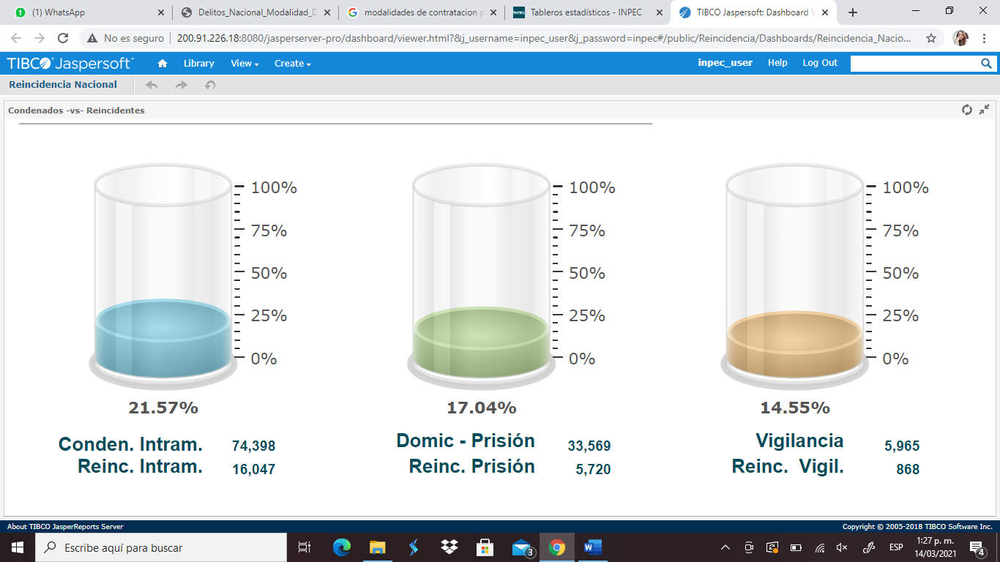 (1) WhatsApp
Delitos_Nacional_Modalidad_D
modalidades de contratacion p
Tableros estadísticos - INPEC
TIBCO Jaspersoft: Dashboard V
No es seguro
200.91.226.18:8080/jasperserver-pro/dashboard/viewer.html?&j_username=inpec_user&j_password=inpec#/public/Reincidencia/Dashboards/Reincidencia_Nacio...
TIBCO Jaspersoft
Library
View
Create
inpec_user
Help
Log Out
Reincidencia Nacional
Condenados -vs- Reincidentes
100%
75%
50%
25%
0%
21.57%
Conden. Intram. 74,398
Reinc. Intram. 16,047
100%
75%
50%
25%
0%
17.04%
Domic - Prisión 33,569
Reinc. Prisión 5,720
100%
75%
50%
25%
0%
14.55%
Vigilancia 5,965
Reinc. Vigil. 868
About TIBCO JasperReports Server
Copyright © 2005-2018 TIBCO Software Inc.
Escribe aquí para buscar
3
ESP
1:27 p. m.
14/03/2021
4